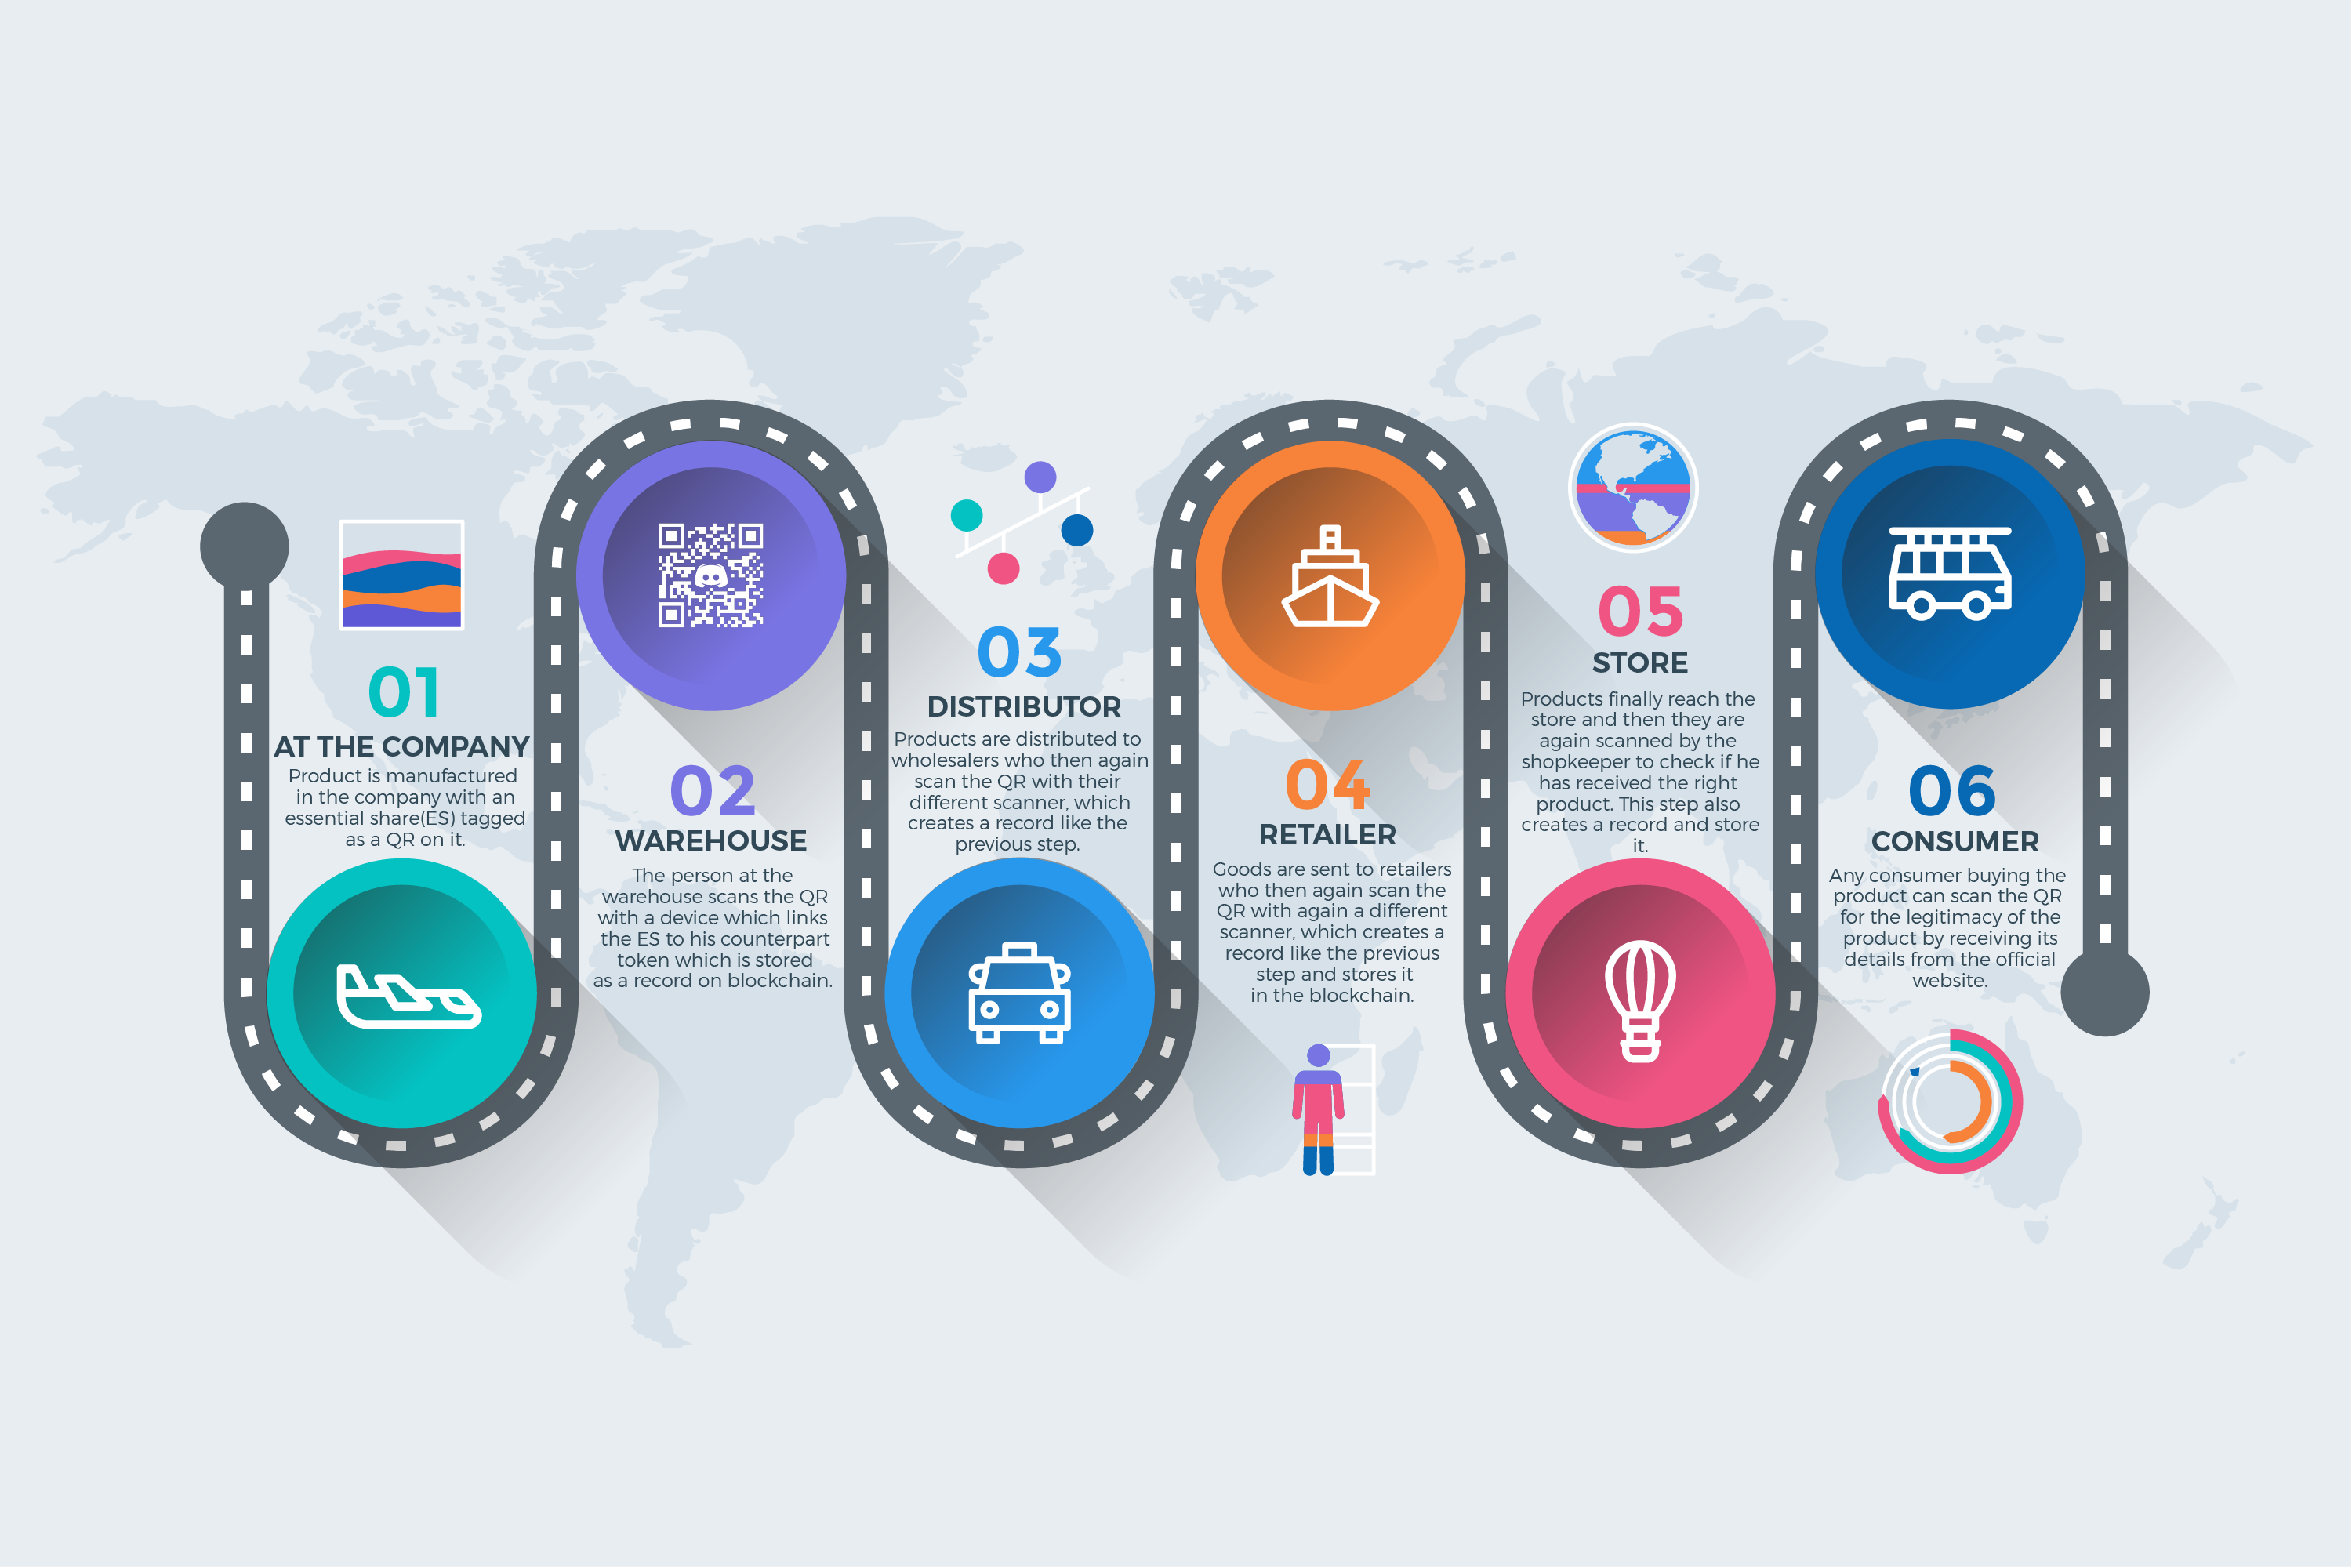 01
AT THE COMPANY
Product is manufactured
in the company with an
essential share(ES) tagged
as a QR on it.
02
WAREHOUSE
The person at the
warehouse scans the QR
with a device which links
the ES to his counterpart
token which is stored
as a record on blockchain.
03
DISTRIBUTOR
Products are distributed to
wholesalers who then again
scan the QR with their
different scanner, which
creates a record like the
previous step.
04
RETAILER
Goods are sent to retailers
who then again scan the
QR with again a different
scanner, which creates a
record like the previous
step and stores it
in the blockchain.
05
STORE
Products finally reach the
store and then they are
again scanned by the
shopkeeper to check if he
has received the right
product. This step also
creates a record and store
it.
06
CONSUMER
Any consumer buying the
product can scan the QR
for the legitimacy of the
product by receiving its
details from the official
website.